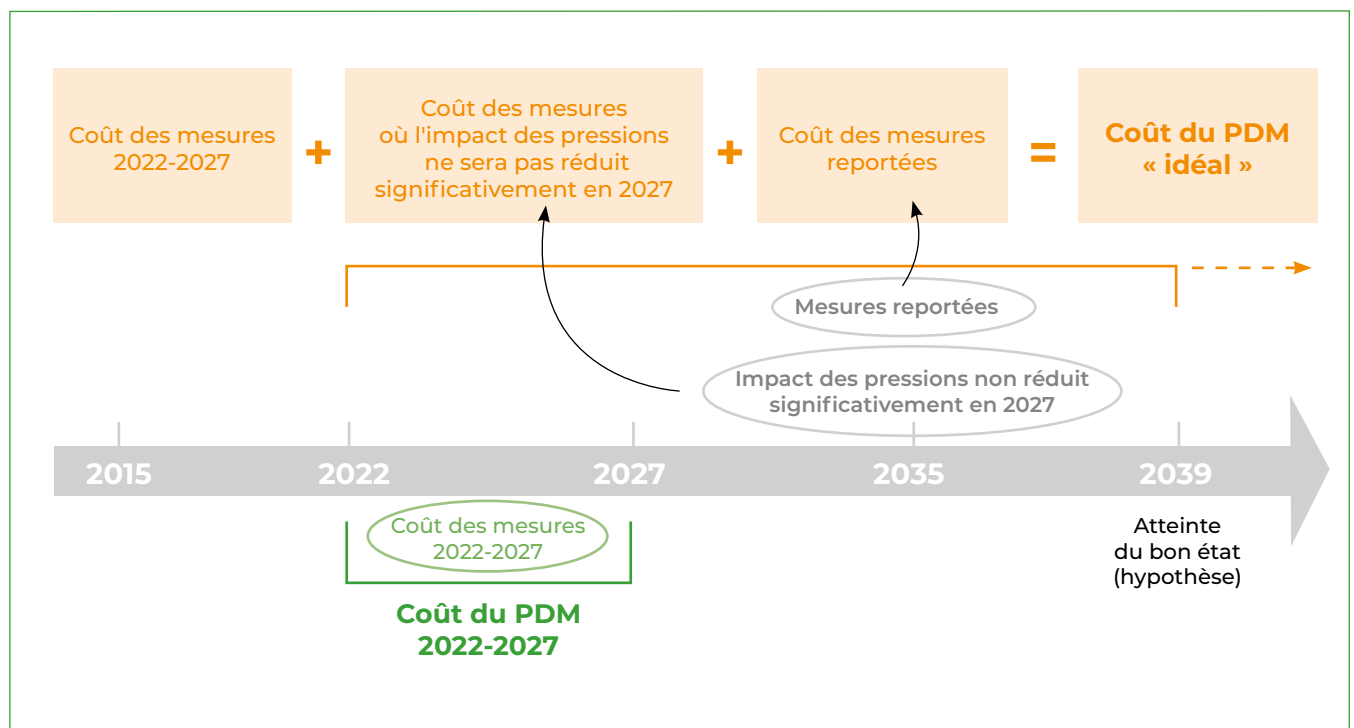 Coût des mesures
2022-2027
+
Coût des mesures
où l'impact des pressions
ne sera pas réduit
significativement en 2027
+
Coût des mesures
reportées
=
Coût du PDM
« idéal »
Mesures reportées
Impact des pressions non réduit
significativement en 2027
2015
2022
2027
2035
2039
Coût des mesures
2022-2027
Coût du PDM
2022-2027
Atteinte
du bon état
(hypothèse)